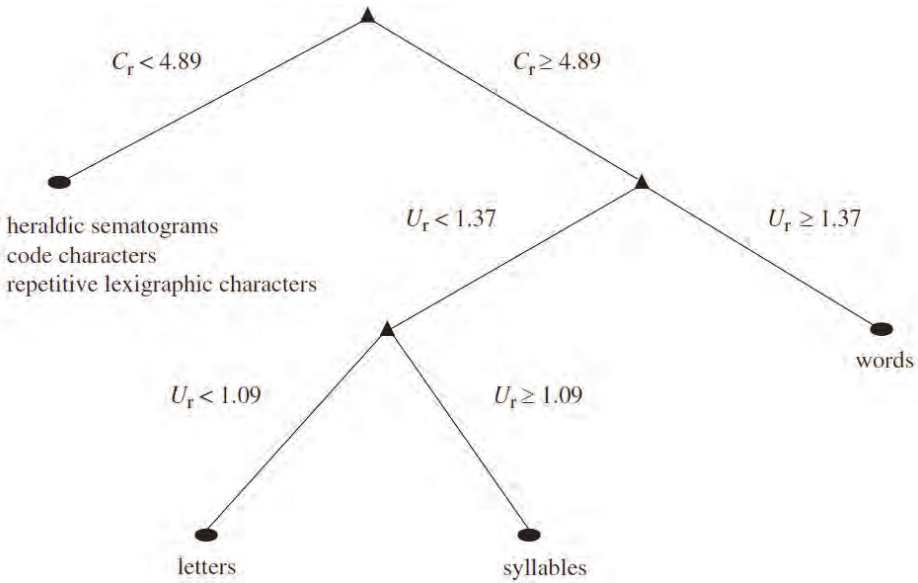 C_r < 4.89
C_r ≥ 4.89
heraldic sematograms
code characters
repetitive lexigraphic characters
U_r < 1.37
U_r ≥ 1.37
words
U_r < 1.09
U_r ≥ 1.09
letters
syllables